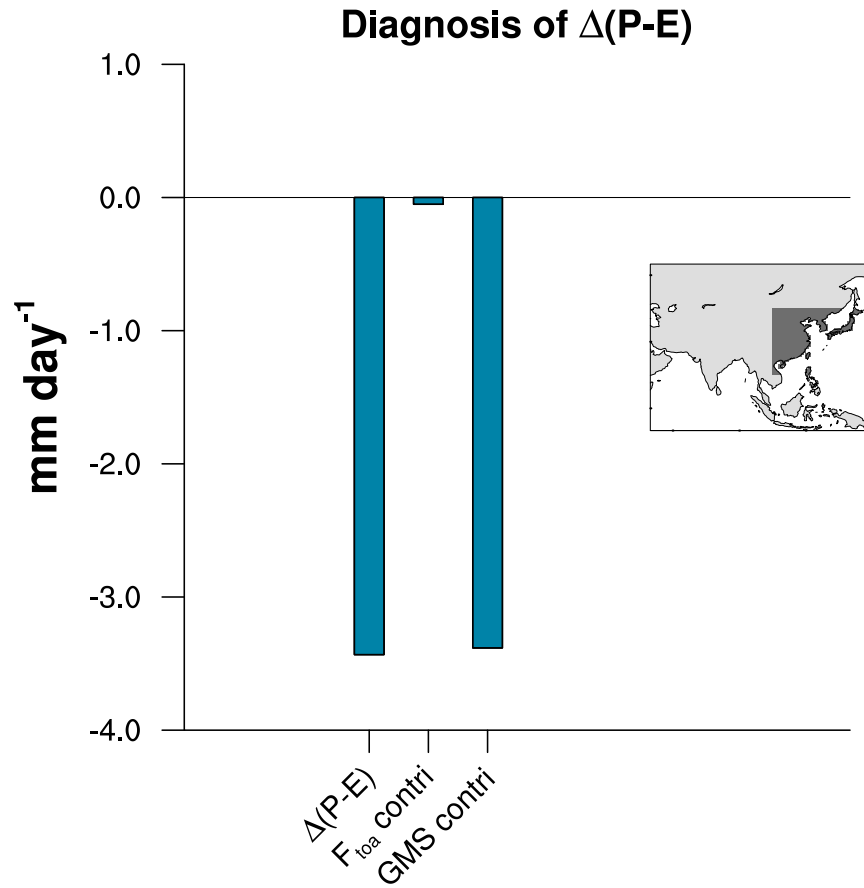 Diagnosis of Δ(P-E)
1.0
0.0
-1.0
-2.0
-3.0
-4.0
mm day⁻¹
Δ(P-E)
F_toa contri
GMS contri